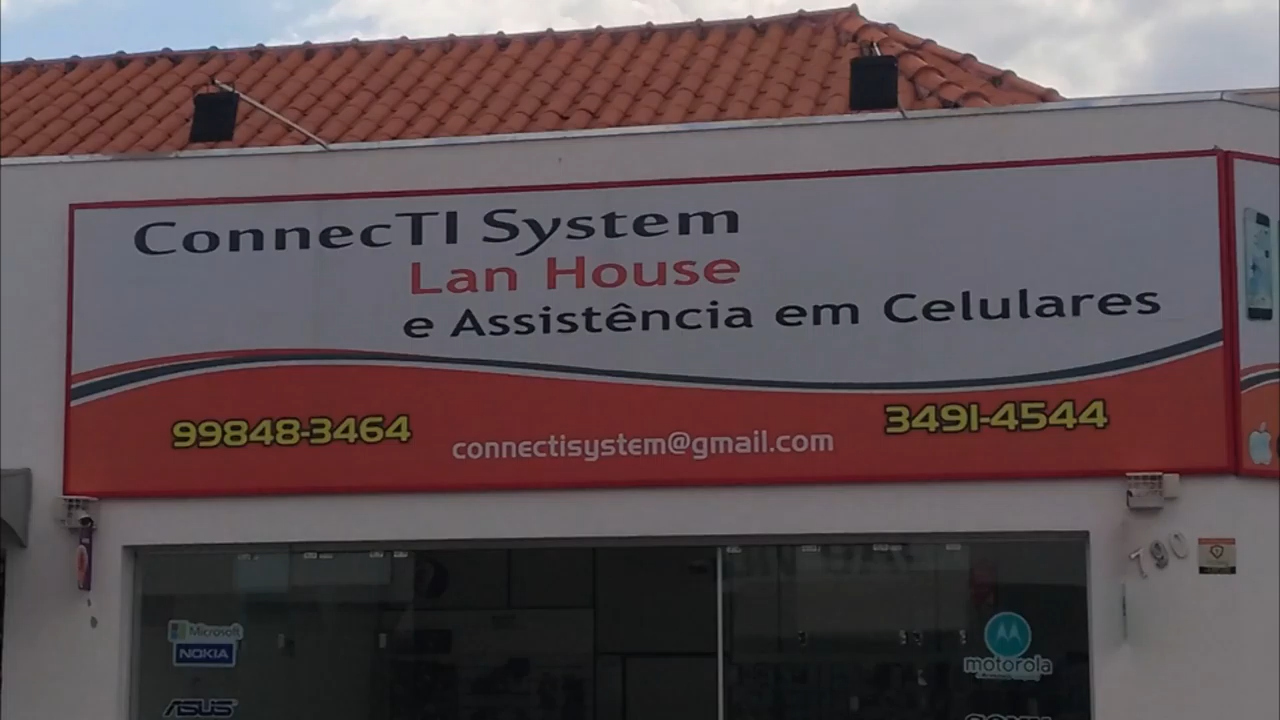 ConnecTI System
Lan House
e Assistência em Celulares
99848-3464
connectisystem@gmail.com
3491-4544
790
Microsoft
NOKIA
ASUS
motorola